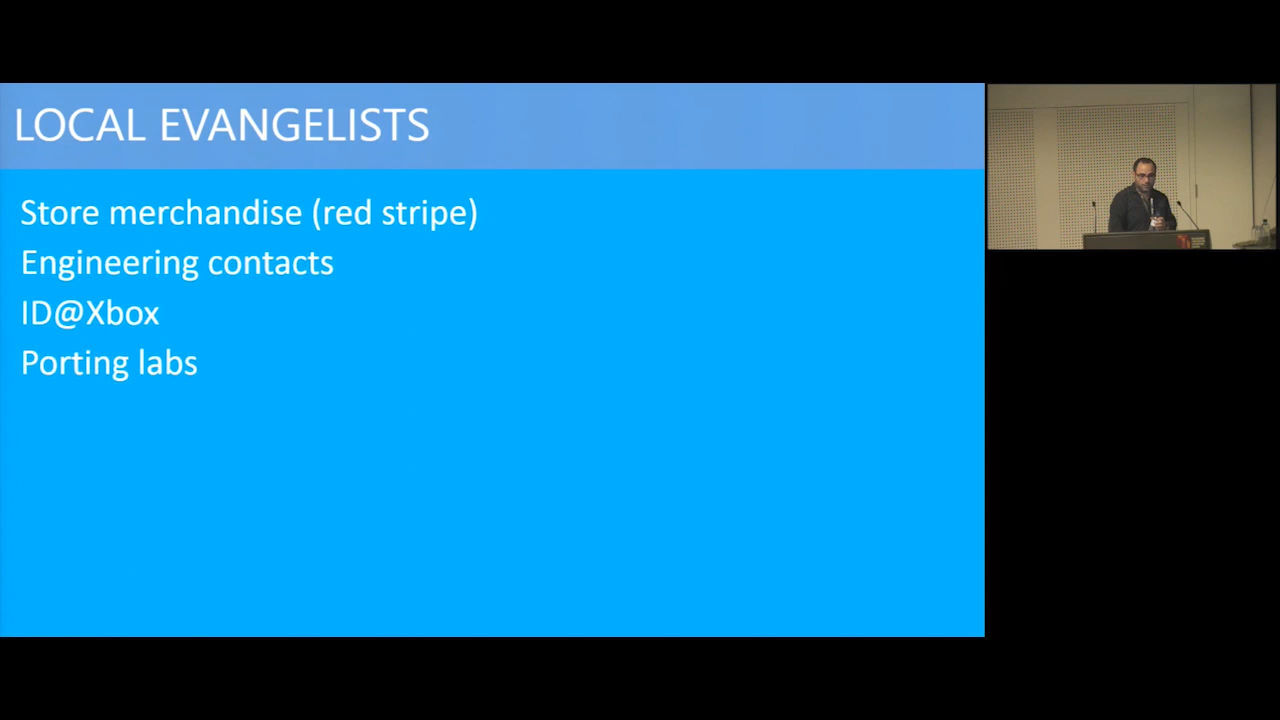 LOCAL EVANGELISTS
Store merchandise (red stripe)
Engineering contacts
ID@Xbox
Porting labs